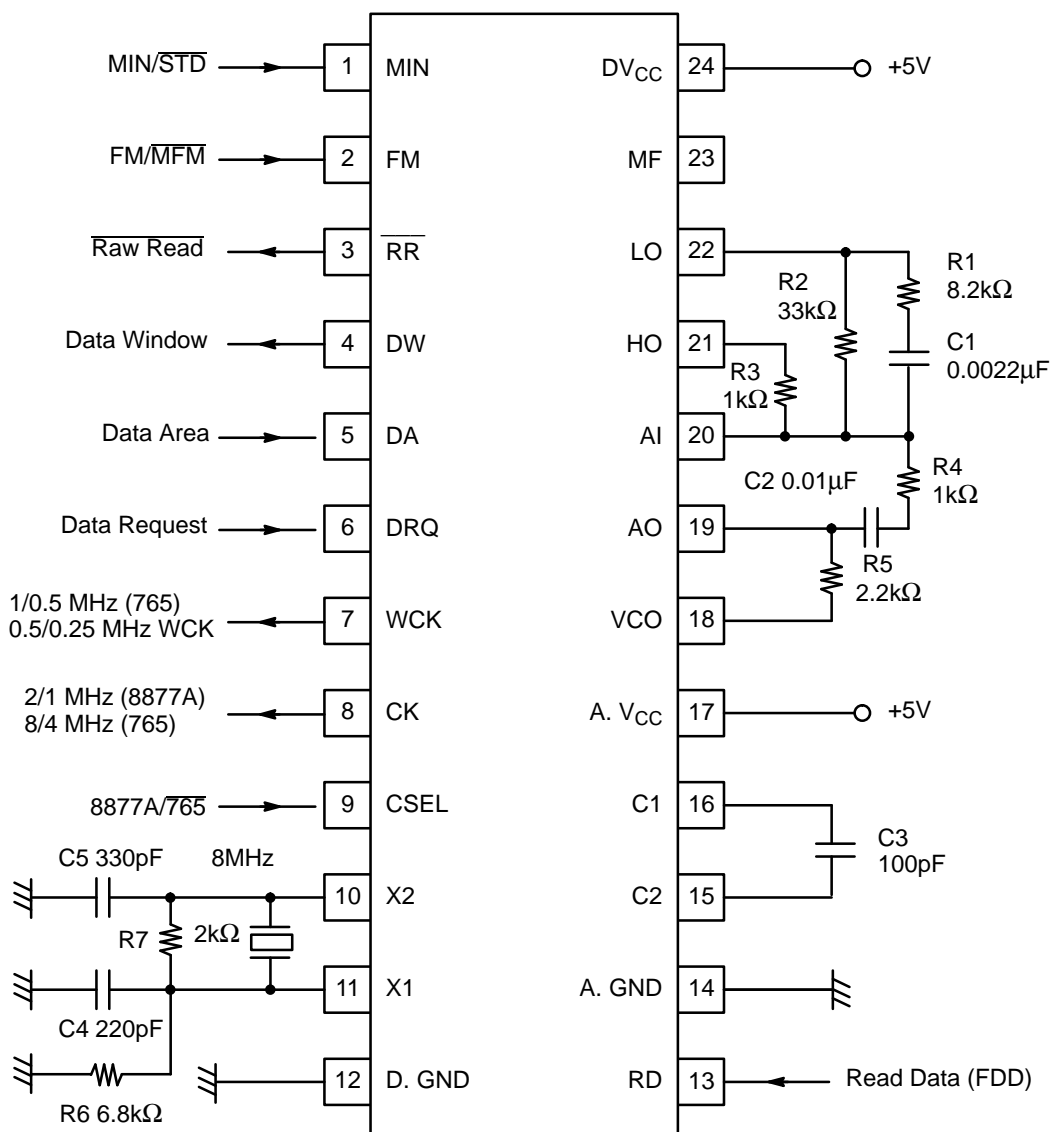 MIN/STD
1
MIN
DVCC
24
+5V
FM/MFM
2
FM
MF
23
Raw Read
3
RR
LO
22
R1
8.2kΩ
R2
33kΩ
Data Window
4
DW
HO
21
C1
0.0022μF
R3
1kΩ
Data Area
5
DA
AI
20
C2 0.01μF
R4
1kΩ
Data Request
6
DRQ
AO
19
R5
2.2kΩ
1/0.5 MHz (765)
0.5/0.25 MHz WCK
7
WCK
VCO
18
2/1 MHz (8877A)
8/4 MHz (765)
8
CK
A. VCC
17
+5V
8877A/765
9
CSEL
C1
16
C3
100pF
C5 330pF
8MHz
10
X2
C2
15
R7
2kΩ
11
X1
A. GND
14
C4 220pF
12
D. GND
RD
13
Read Data (FDD)
R6 6.8kΩ